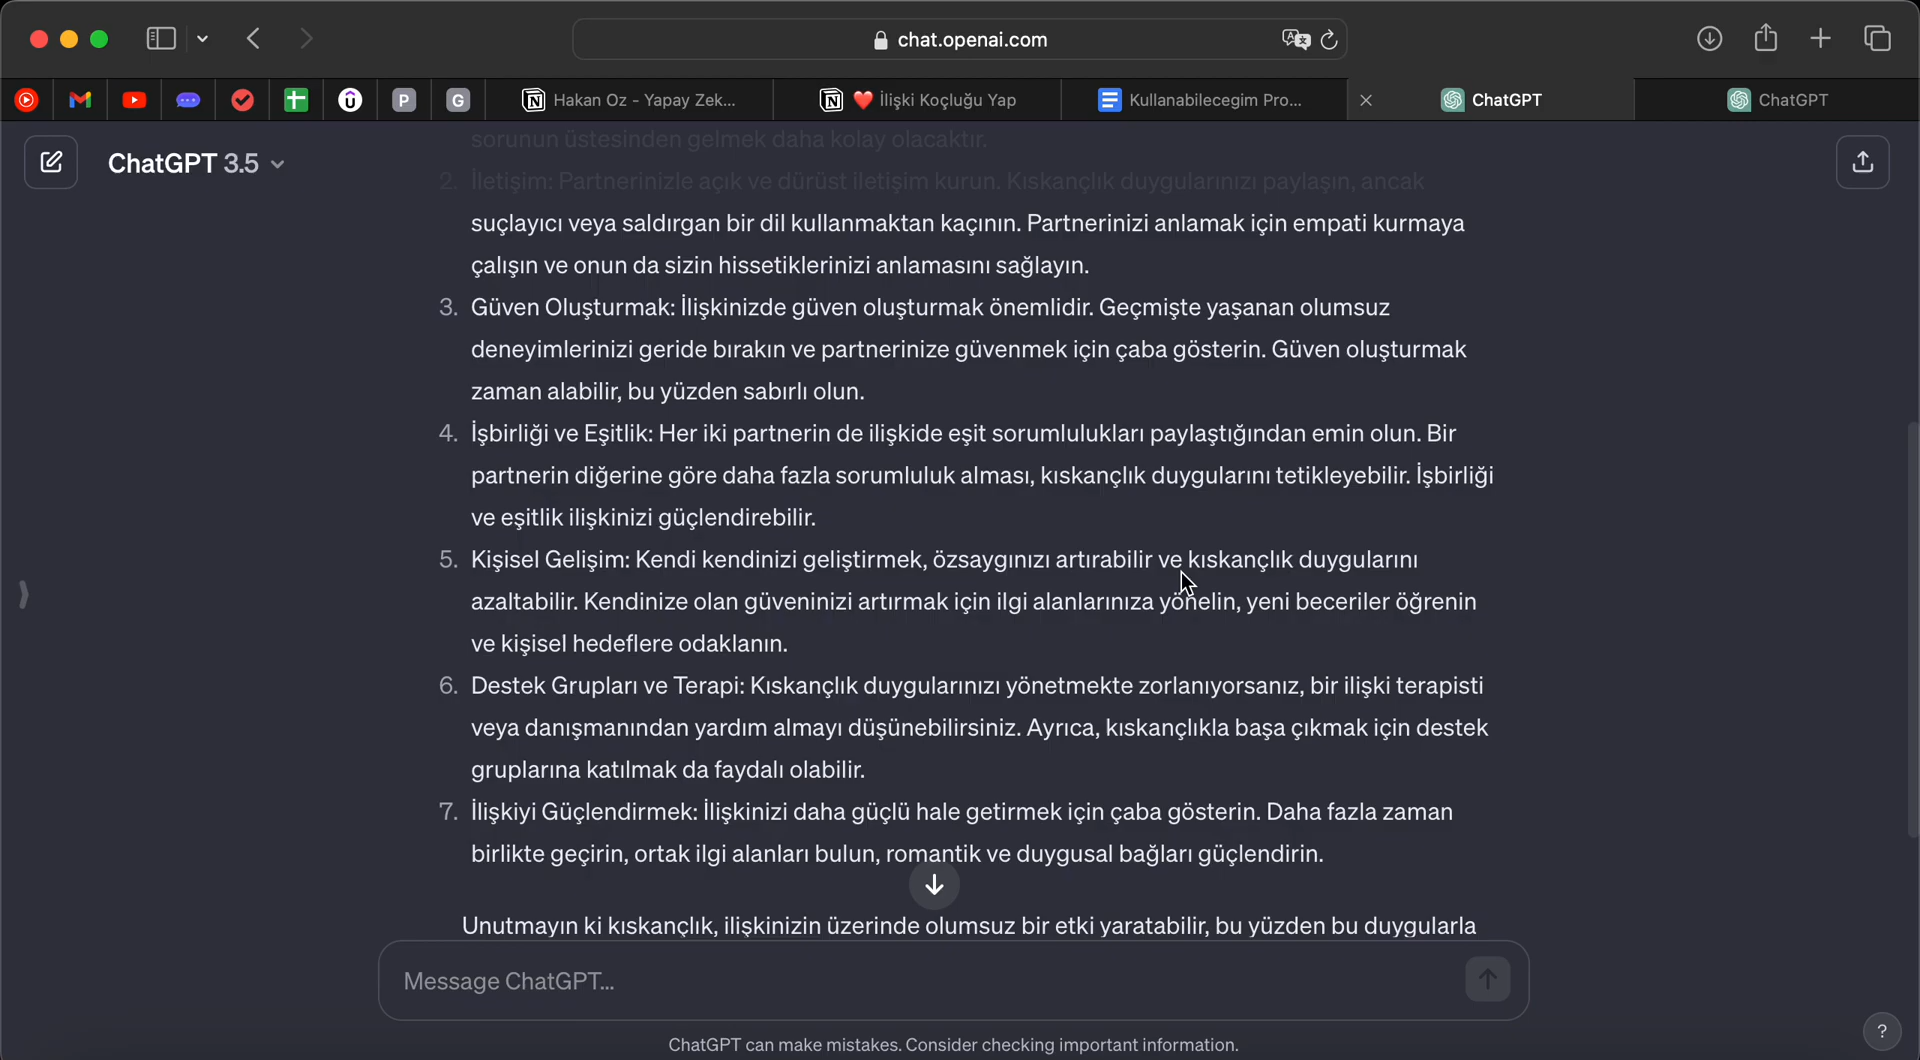 chat.openai.com
P
G
Hakan Oz - Yapay Zek...
❤️ İlişki Koçluğu Yap
Kullanabilecegim Pro...
ChatGPT
ChatGPT
ChatGPT 3.5
sorunun üstesinden gelmek daha kolay olacaktır.
2. İletişim: Partnerinizle açık ve dürüst iletişim kurun. Kıskançlık duygularınızı paylaşın, ancak
suçlayıcı veya saldırgan bir dil kullanmaktan kaçının. Partnerinizi anlamak için empati kurmaya
çalışın ve onun da sizin hissetiklerinizi anlamasını sağlayın.
3. Güven Oluşturmak: İlişkinizde güven oluşturmak önemlidir. Geçmişte yaşanan olumsuz
deneyimlerinizi geride bırakın ve partnerinize güvenmek için çaba gösterin. Güven oluşturmak
zaman alabilir, bu yüzden sabırlı olun.
4. İşbirliği ve Eşitlik: Her iki partnerin de ilişkide eşit sorumlulukları paylaştığından emin olun. Bir
partnerin diğerine göre daha fazla sorumluluk alması, kıskançlık duygularını tetikleyebilir. İşbirliği
ve eşitlik ilişkinizi güçlendirebilir.
5. Kişisel Gelişim: Kendi kendinizi geliştirmek, özsaygınızı artırabilir ve kıskançlık duygularını
azaltabilir. Kendinize olan güveninizi artırmak için ilgi alanlarınıza yönelin, yeni beceriler öğrenin
ve kişisel hedeflere odaklanın.
6. Destek Grupları ve Terapi: Kıskançlık duygularınızı yönetmekte zorlanıyorsanız, bir ilişki terapisti
veya danışmanından yardım almayı düşünebilirsiniz. Ayrıca, kıskançlıkla başa çıkmak için destek
gruplarına katılmak da faydalı olabilir.
7. İlişkiyi Güçlendirmek: İlişkinizi daha güçlü hale getirmek için çaba gösterin. Daha fazla zaman
birlikte geçirin, ortak ilgi alanları bulun, romantik ve duygusal bağları güçlendirin.
Unutmayın ki kıskançlık, ilişkinizin üzerinde olumsuz bir etki yaratabilir, bu yüzden bu duygularla
Message ChatGPT...
ChatGPT can make mistakes. Consider checking important information.
?